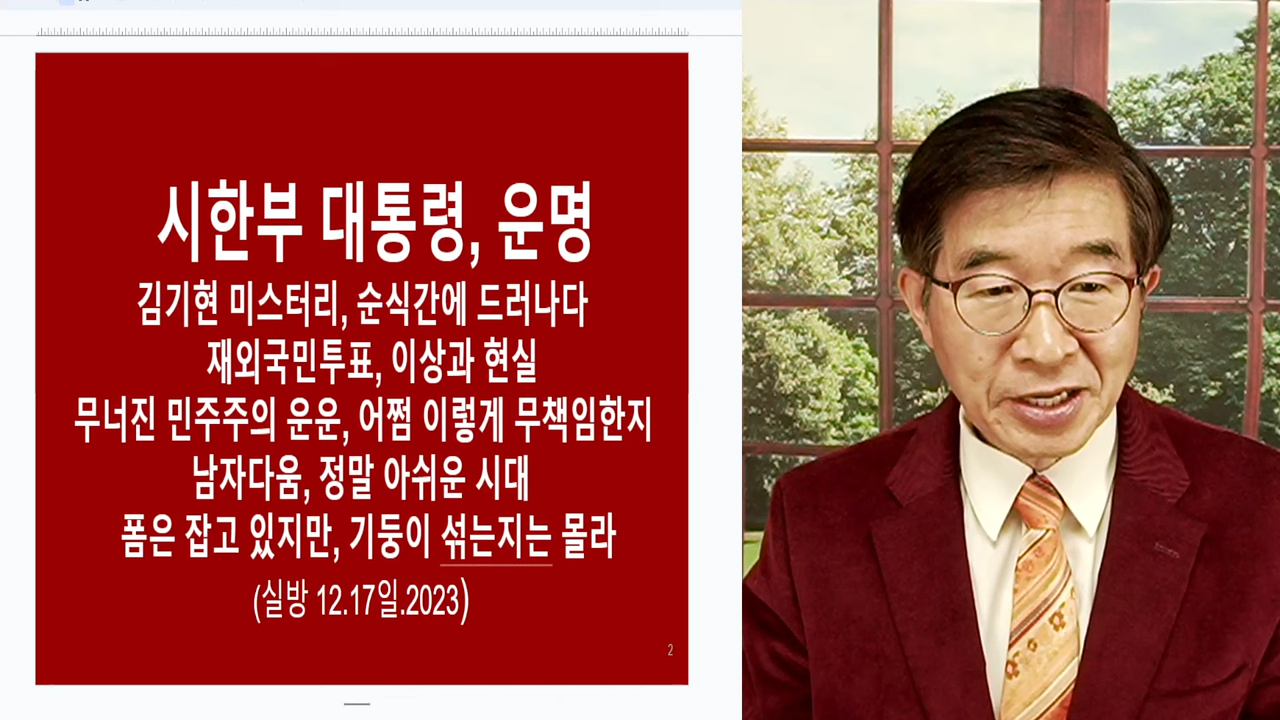 시한부 대통령, 운명
김기현 미스터리, 순식간에 드러나다
재외국민투표, 이상과 현실
무너진 민주주의 운운, 어쩜 이렇게 무책임한지
남자다움, 정말 아쉬운 시대
폼은 잡고 있지만, 기둥이 섞는지는 몰라
(실방 12.17일.2023)
2